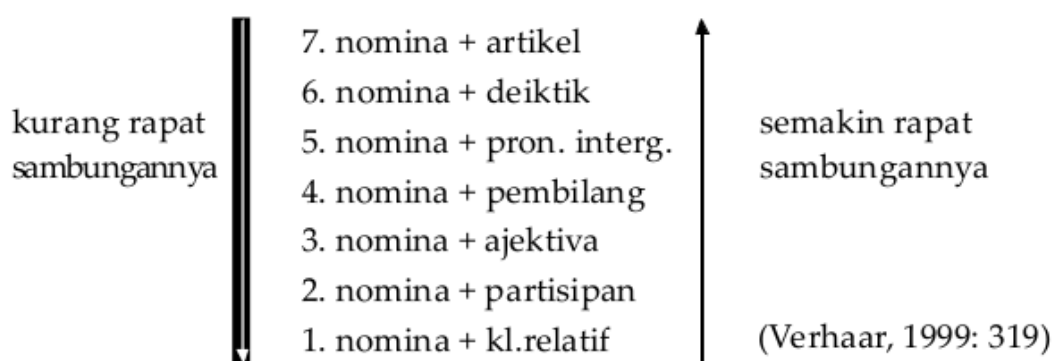 7. nomina + artikel
6. nomina + deiktik
kurang rapat
sambungannya
5. nomina + pron. interg.
4. nomina + pembilang
3. nomina + ajektiva
2. nomina + partisipan
1. nomina + kl.relatif
semakin rapat
sambungannya
(Verhaar, 1999: 319)